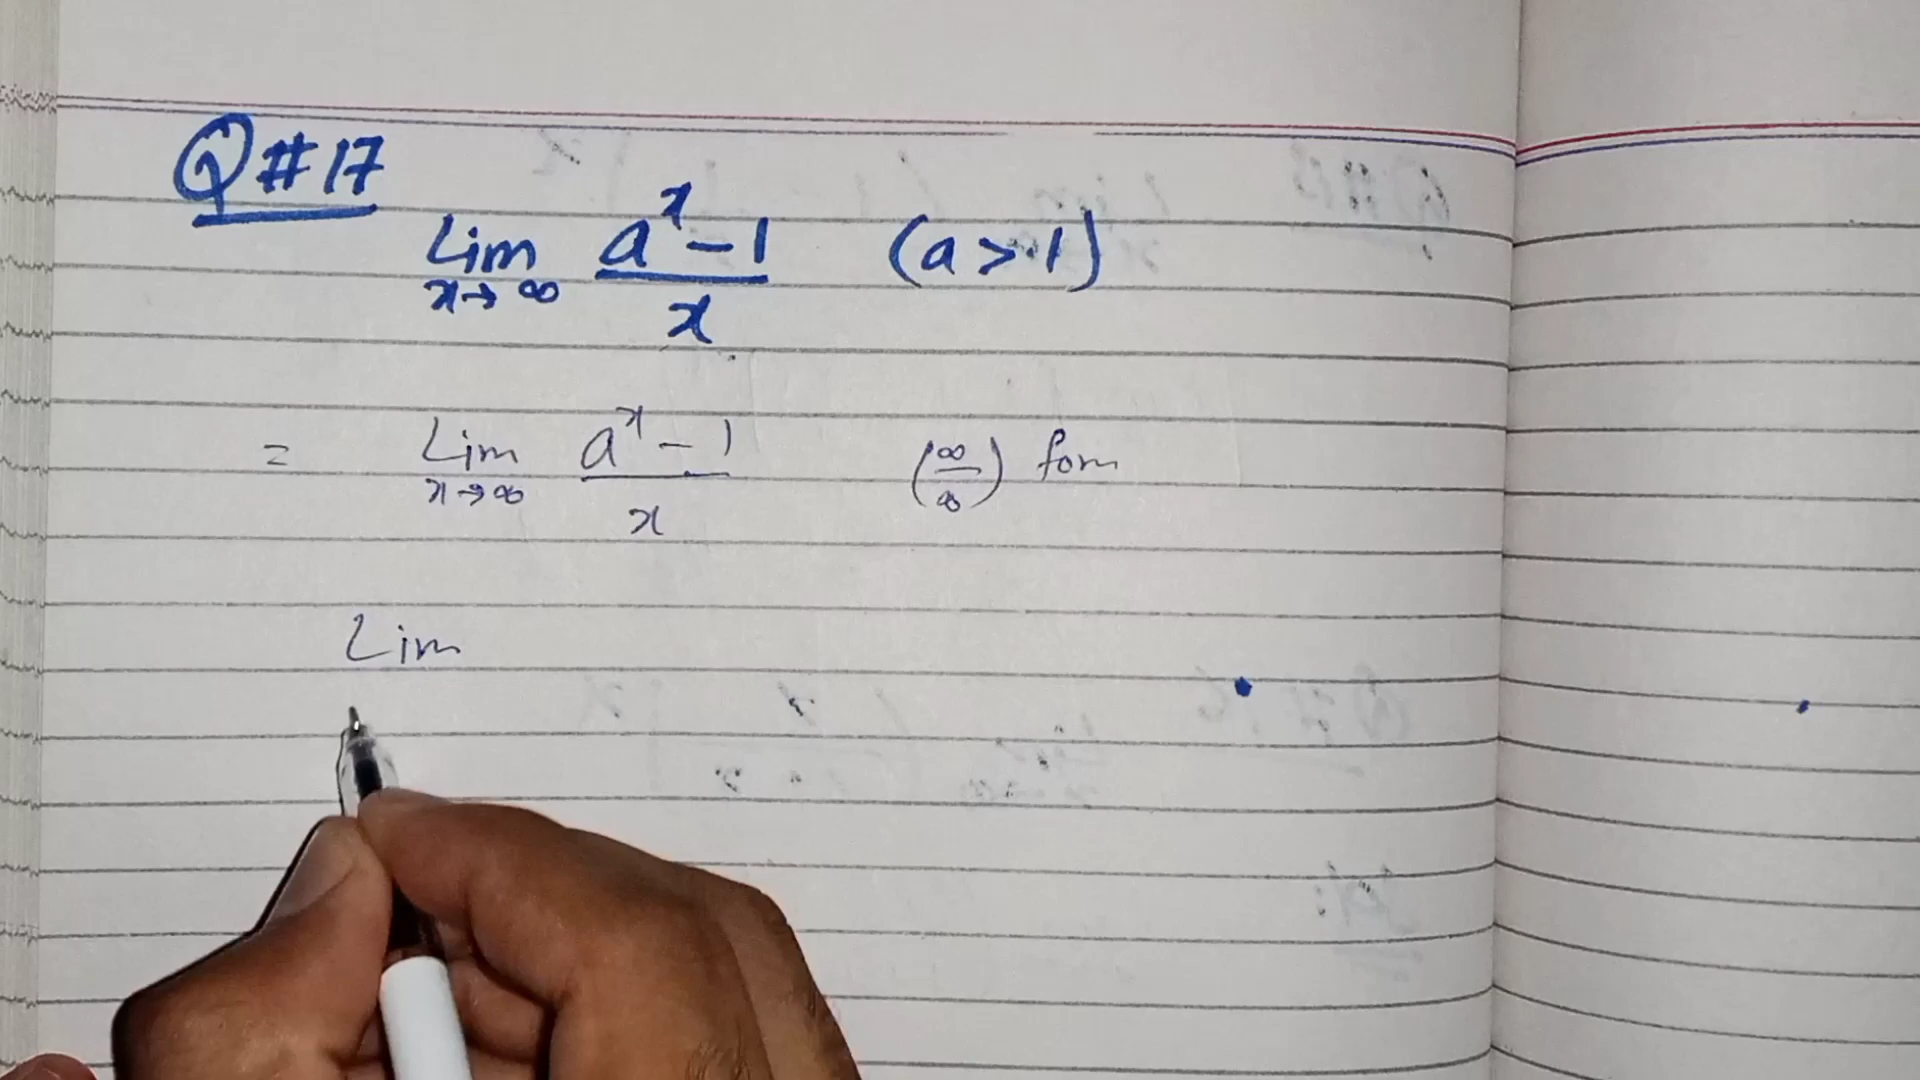 Q#17
Lim x→∞ a^x-1/x (a>1)
= Lim x→∞ a^x-1/x (∞/∞) form
Lim